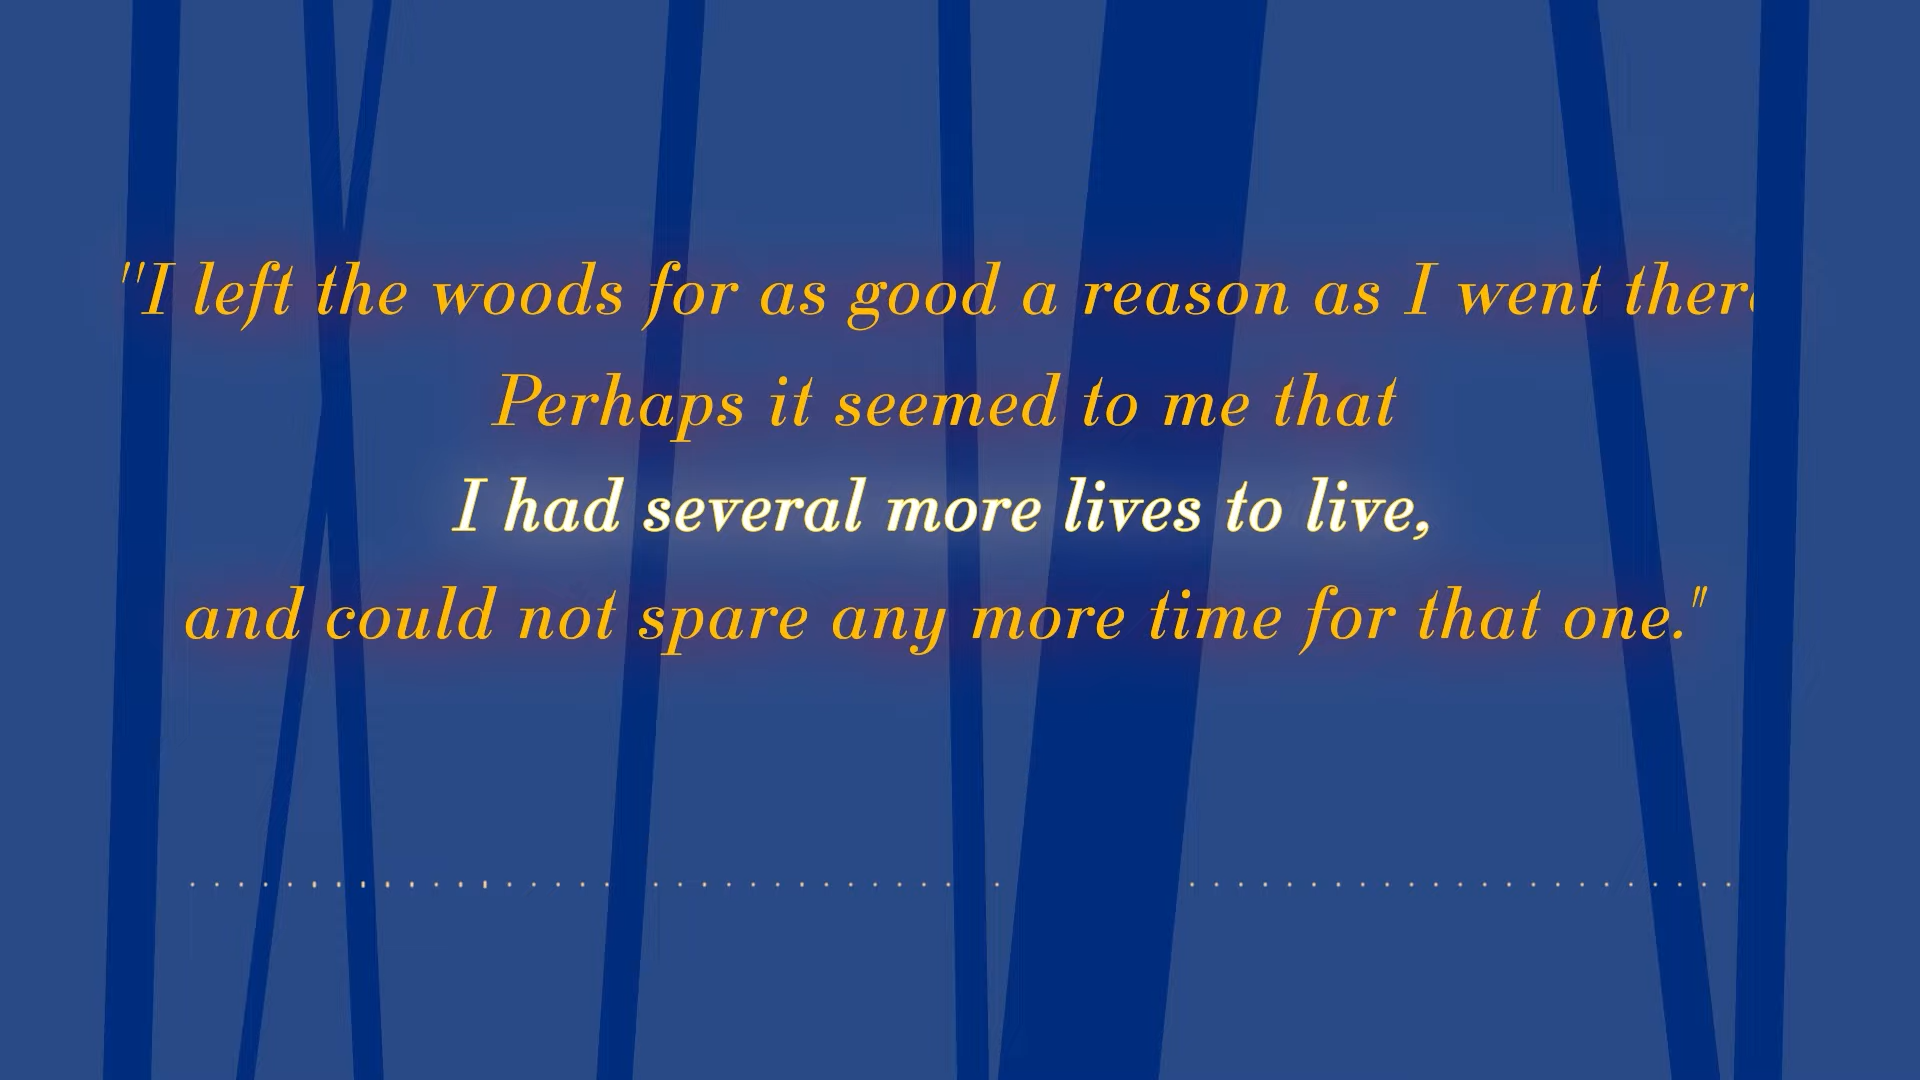 "I left the woods for as good a reason as I went there
Perhaps it seemed to me that
I had several more lives to live,
and could not spare any more time for that one."